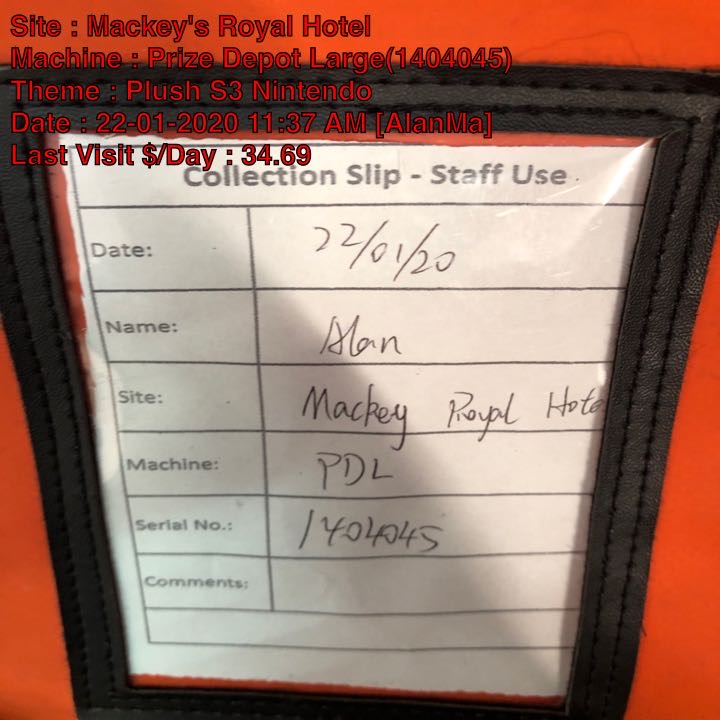 Site : Mackey's Royal Hotel
Machine : Prize Depot Large(1404045)
Theme : Plush S3 Nintendo
Date : 22-01-2020 11:37 AM [AlanMa]
Last Visit $/Day : 34.69
Collection Slip - Staff Use
Date: 22/01/20
Name: Alan
Site: Mackey Royal Hote
Machine: PDL
Serial No.: 1404045
Comments: